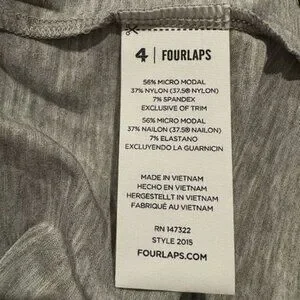 4 | FOURLAPS
56% MICRO MODAL
37% NYLON (37.5® NYLON)
7% SPANDEX
EXCLUSIVE OF TRIM
56% MICRO MODAL
37% NAILON (37.5® NAILON)
7% ELASTANO
EXCLUYENDO LA GUARNICIN
MADE IN VIETNAM
HECHO EN VIETNAM
HERGESTELLT IN VIETNAM
FABRIQUÉ AU VIETNAM
RN 147322
STYLE 2015
FOURLAPS.COM